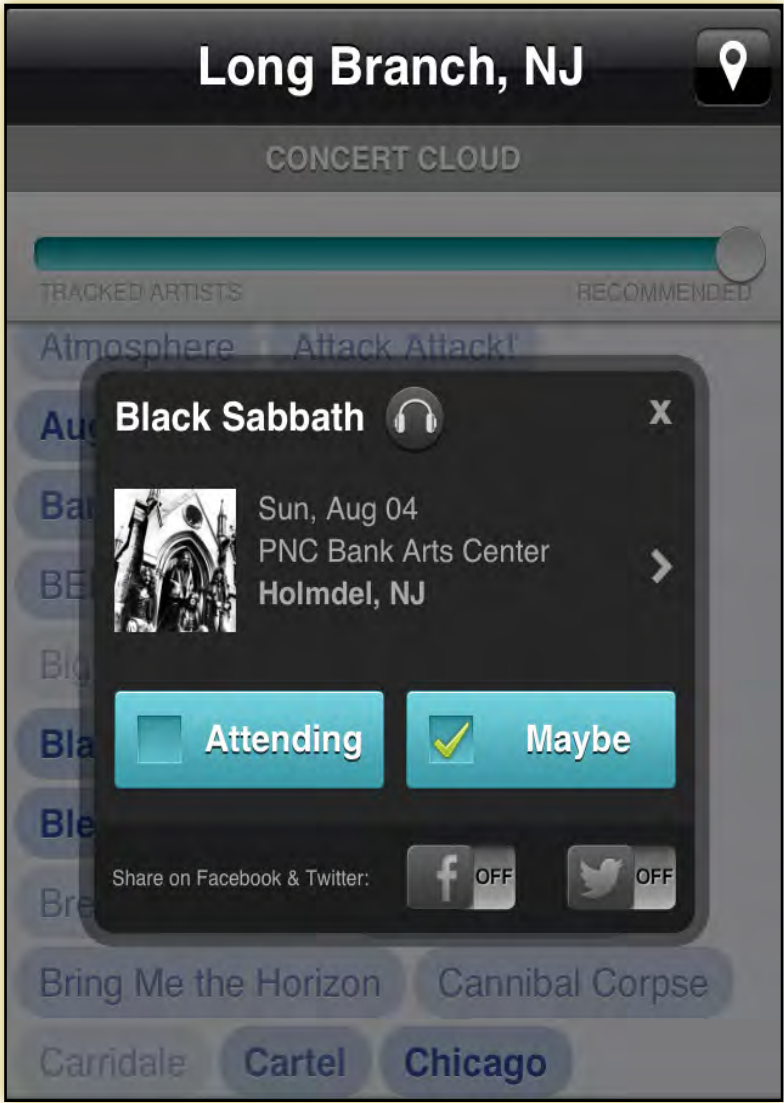 Long Branch, NJ
CONCERT CLOUD
TRACKED ARTISTS RECOMMENDED
Atmosphere Attack Attack!
Black Sabbath X
Sun, Aug 04
PNC Bank Arts Center
Holmdel, NJ
Attending Maybe
Share on Facebook & Twitter: f OFF OFF
Bring Me the Horizon Cannibal Corpse
Carridale Cartel Chicago